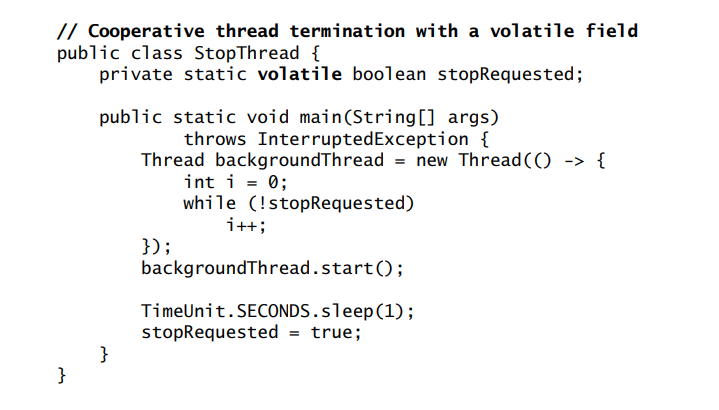 // Cooperative thread termination with a volatile field
public class StopThread {
    private static volatile boolean stopRequested;

    public static void main(String[] args)
            throws InterruptedException {
        Thread backgroundThread = new Thread(() -> {
            int i = 0;
            while (!stopRequested)
                i++;
        });
        backgroundThread.start();

        TimeUnit.SECONDS.sleep(1);
        stopRequested = true;
    }
}